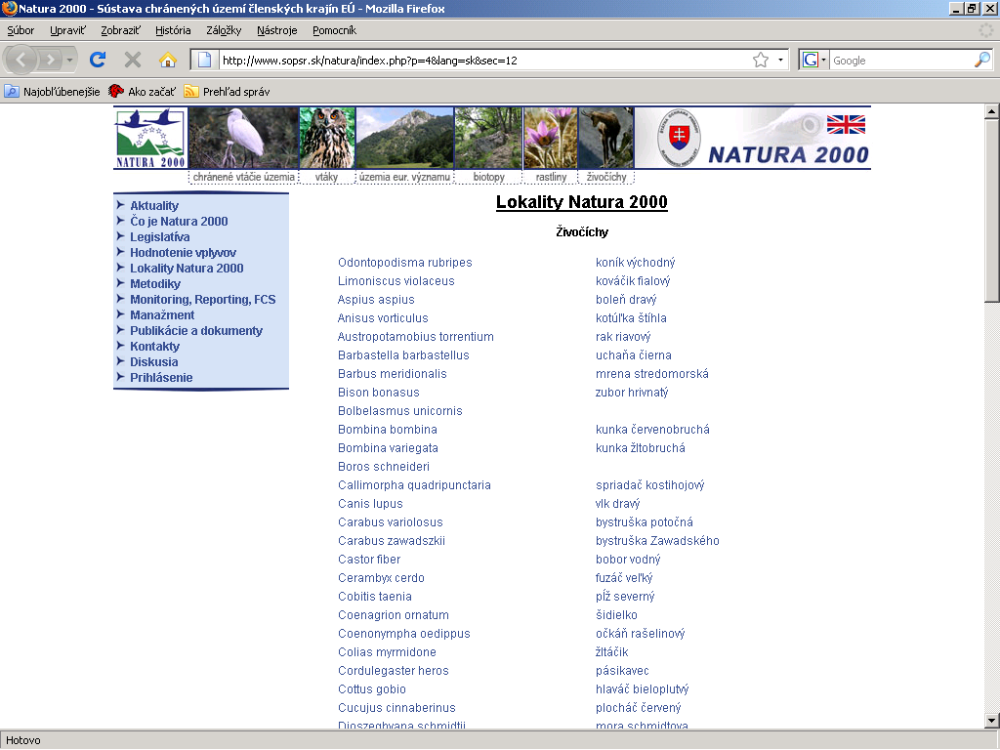 Natura 2000 - Sústava chránených území členských krajín EÚ - Mozilla Firefox
Súbor Upraviť Zobraziť História Záložky Nástroje Pomocník
http://www.sopsr.sk/natura/index.php?p=4&lang=sk&sec=12
G Google
Najobľúbenejšie Ako začať Prehľad správ
NATURA 2000
NATURA 2000
chránené vtáčie územia vtáky územia eur. významu biotopy rastliny živočíchy
Aktuality
Čo je Natura 2000
Legislatíva
Hodnotenie vplyvov
Lokality Natura 2000
Metodiky
Monitoring, Reporting, FCS
Manažment
Publikácie a dokumenty
Kontakty
Diskusia
Prihlásenie
Lokality Natura 2000
Živočíchy
Odontopodisma rubripes koník východný
Limoniscus violaceus kováčik fialový
Aspius aspius boleň dravý
Anisus vorticulus kotúľka štíhla
Austropotamobius torrentium rak riavový
Barbastella barbastellus uchaňa čierna
Barbus meridionalis mrena stredomorská
Bison bonasus zubor hrivnatý
Bolbelasmus unicornis
Bombina bombina kunka červenobruchá
Bombina variegata kunka žltobruchá
Boros schneideri
Callimorpha quadripunctaria spriadač kostihojový
Canis lupus vlk dravý
Carabus variolosus bystruška potočná
Carabus zawadszkii bystruška Zawadského
Castor fiber bobor vodný
Cerambyx cerdo fuzáč veľký
Cobitis taenia pĺž severný
Coenagrion ornatum šidielko
Coenonympha oedippus očkáň rašelinový
Colias myrmidone žltáčik
Cordulegaster heros pásikavec
Cottus gobio hlaváč bieloplutvý
Cucujus cinnaberinus plocháč červený
Dioszeghyana schmidtii mora schmidtova
Hotovo